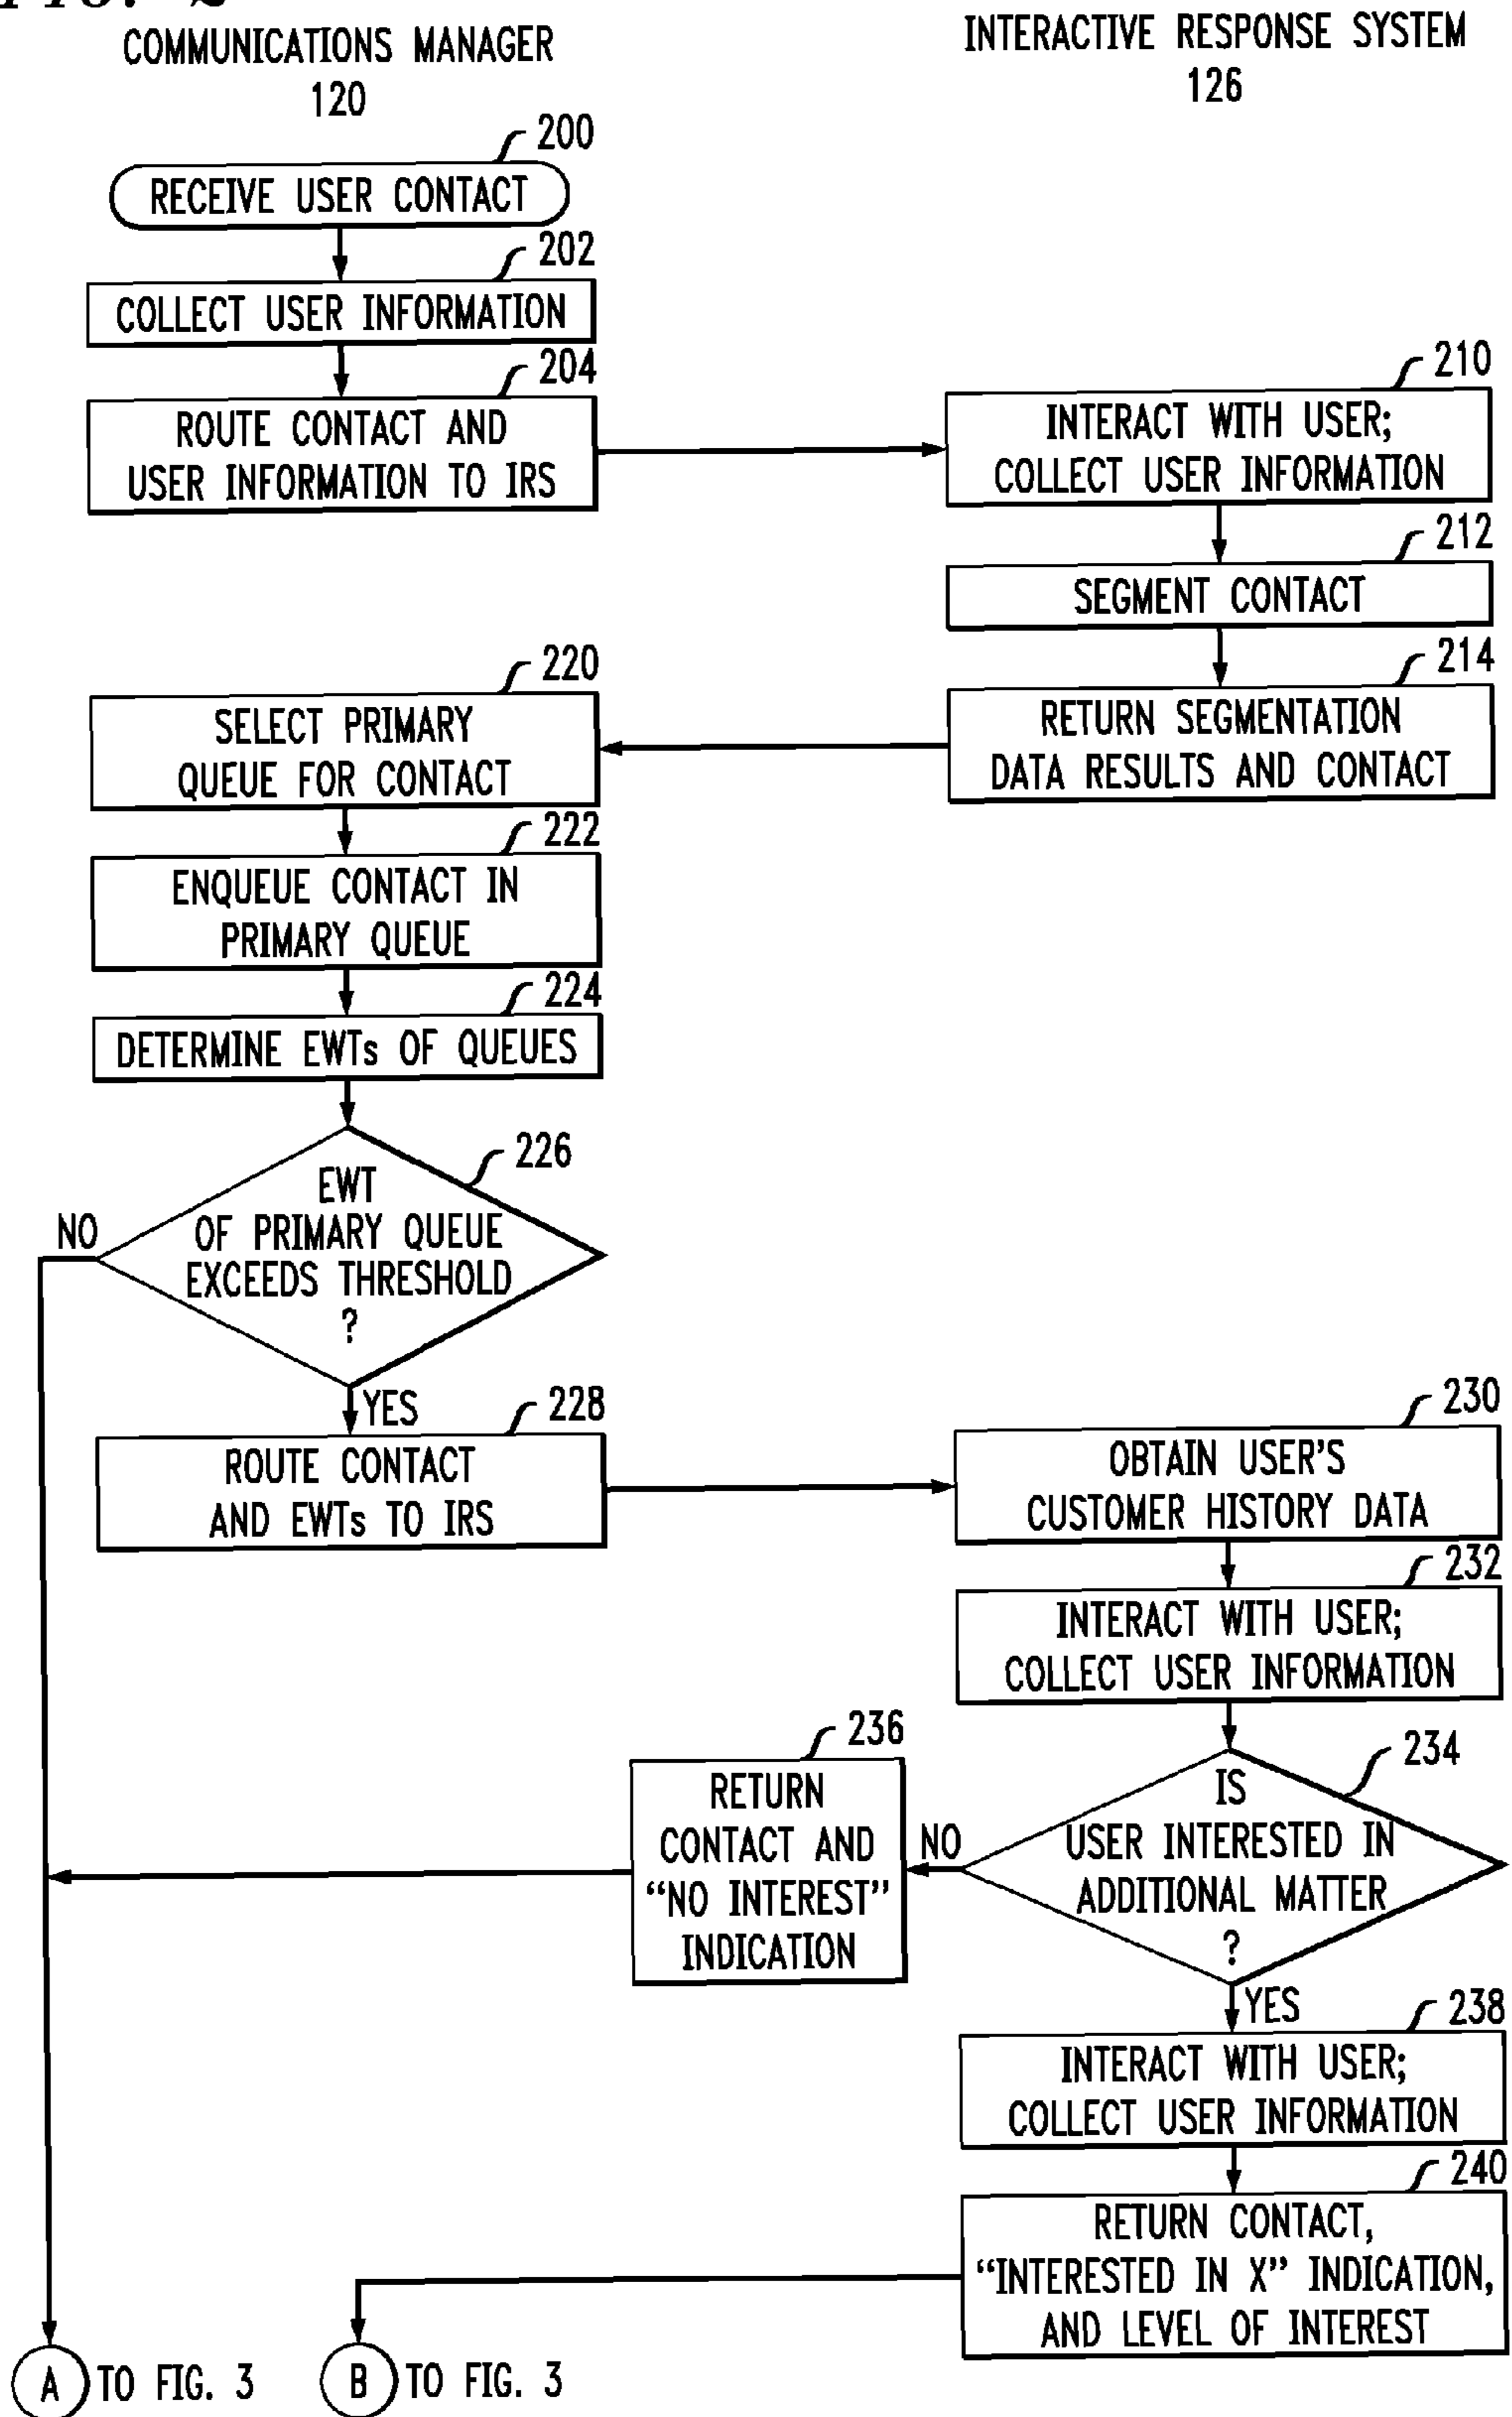 FIG. 2
COMMUNICATIONS MANAGER
120
INTERACTIVE RESPONSE SYSTEM
126
200
RECEIVE USER CONTACT
202
COLLECT USER INFORMATION
204
ROUTE CONTACT AND
USER INFORMATION TO IRS
210
INTERACT WITH USER;
COLLECT USER INFORMATION
212
SEGMENT CONTACT
214
RETURN SEGMENTATION
DATA RESULTS AND CONTACT
220
SELECT PRIMARY
QUEUE FOR CONTACT
222
ENQUEUE CONTACT IN
PRIMARY QUEUE
224
DETERMINE EWTs OF QUEUES
226
EWT
OF PRIMARY QUEUE
EXCEEDS THRESHOLD
?
NO
YES
228
ROUTE CONTACT
AND EWTs TO IRS
230
OBTAIN USER'S
CUSTOMER HISTORY DATA
232
INTERACT WITH USER;
COLLECT USER INFORMATION
234
IS
USER INTERESTED IN
ADDITIONAL MATTER
?
NO
236
RETURN
CONTACT AND
“NO INTEREST”
INDICATION
YES
238
INTERACT WITH USER;
COLLECT USER INFORMATION
240
RETURN CONTACT,
“INTERESTED IN X” INDICATION,
AND LEVEL OF INTEREST
A TO FIG. 3
B TO FIG. 3